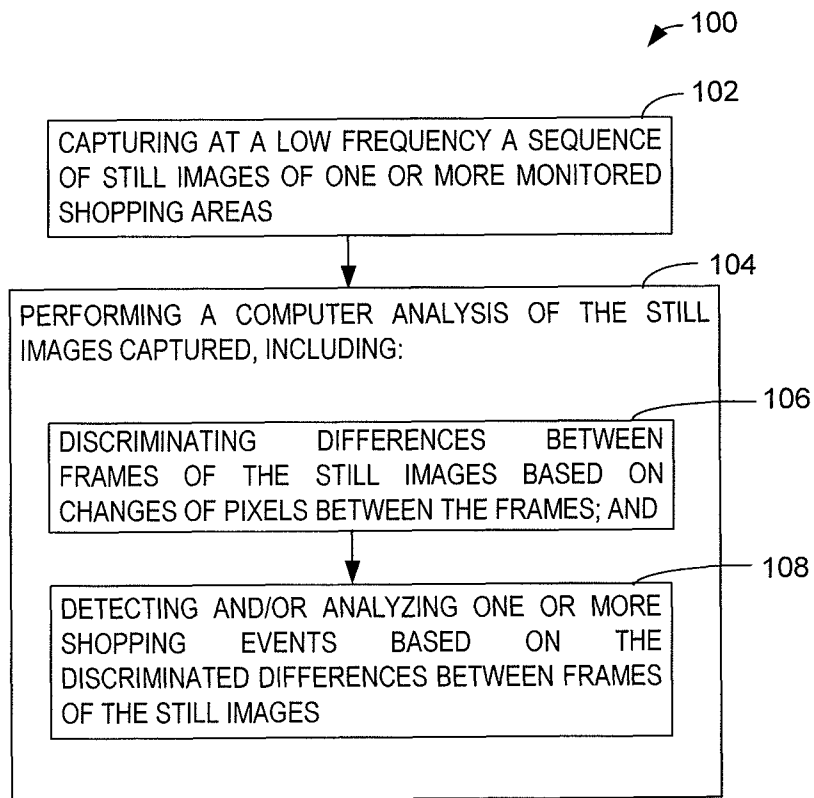 100
102
CAPTURING AT A LOW FREQUENCY A SEQUENCE
OF STILL IMAGES OF ONE OR MORE MONITORED
SHOPPING AREAS
104
PERFORMING A COMPUTER ANALYSIS OF THE STILL
IMAGES CAPTURED, INCLUDING:
106
DISCRIMINATING DIFFERENCES BETWEEN
FRAMES OF THE STILL IMAGES BASED ON
CHANGES OF PIXELS BETWEEN THE FRAMES; AND
108
DETECTING AND/OR ANALYZING ONE OR MORE
SHOPPING EVENTS BASED ON THE
DISCRIMINATED DIFFERENCES BETWEEN FRAMES
OF THE STILL IMAGES